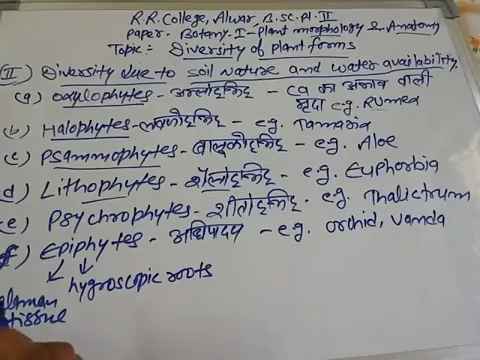 R.R. College, Alwar, B.Sc. Pt. II
Paper- Botany-I-Plant morphology & Anatomy
Topic:- Diversity of Plant forms
(II) Diversity due to soil nature and water availability
(a) Oxylophytes - अम्लोद्भिद् - Ca का अभाव वाली
मृदा e.g. Rumex
(b) Halophytes - लवणोद्भिद् - e.g. Tamarix
(c) Psammophytes - बालुकोद्भिद् - e.g. Aloe
(d) Lithophytes - शैलोद्भिद् - e.g. Euphorbia
(e) Psychrophytes - शीतोद्भिद् - e.g. Thalictrum
(f) Epiphytes - अधिपादप - e.g. orchid, Vanda
hygroscopic roots
tissue